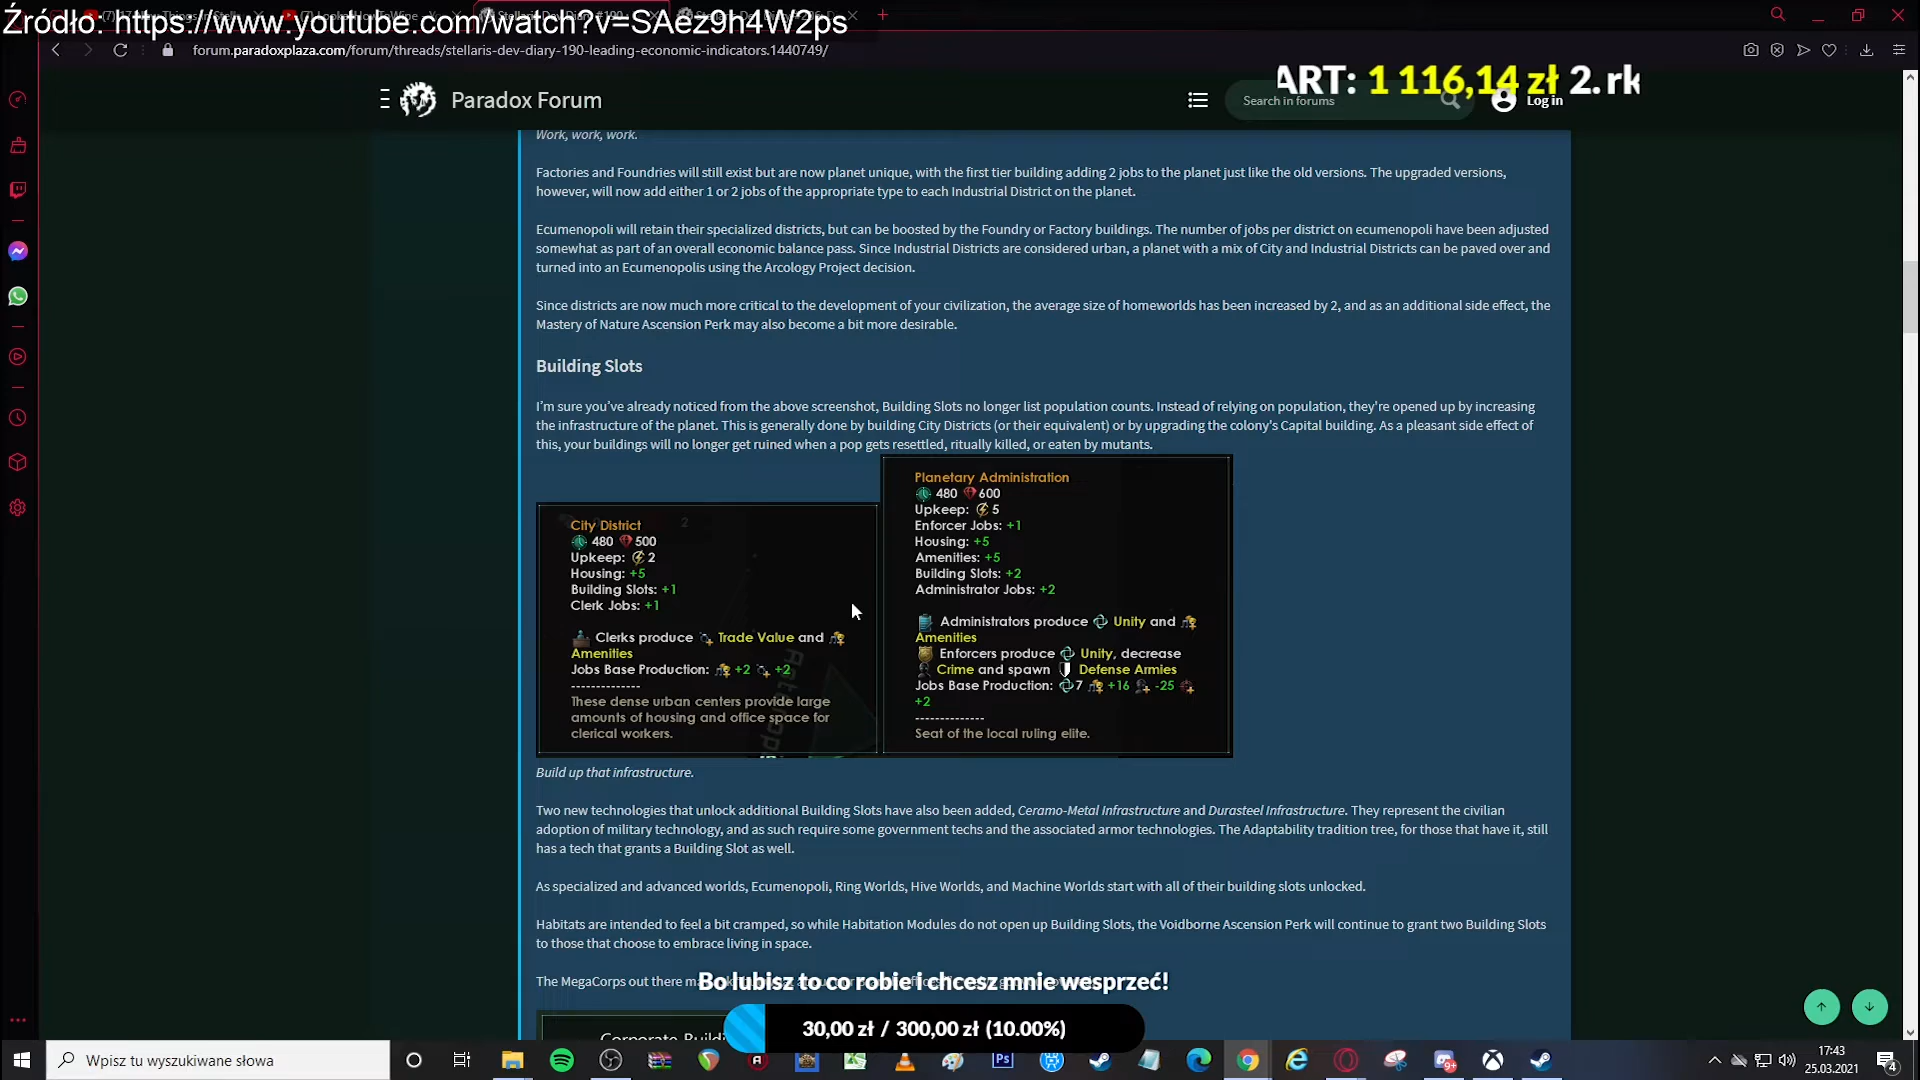 Źródło: https://www.youtube.com/watch?v=SAez9h4W2ps
forum.paradoxplaza.com/forum/threads/stellaris-dev-diary-190-leading-economic-indicators.1440749/
ART: 1 116,14 zł 2. rk
Paradox Forum
Search in forums
Log in
Work, work, work.
Factories and Foundries will still exist but are now planet unique, with the first tier building adding 2 jobs to the planet just like the old versions. The upgraded versions,
however, will now add either 1 or 2 jobs of the appropriate type to each Industrial District on the planet.
Ecumenopoli will retain their specialized districts, but can be boosted by the Foundry or Factory buildings. The number of jobs per district on ecumenopoli have been adjusted
somewhat as part of an overall economic balance pass. Since Industrial Districts are considered urban, a planet with a mix of City and Industrial Districts can be paved over and
turned into an Ecumenopolis using the Arcology Project decision.
Since districts are now much more critical to the development of your civilization, the average size of homeworlds has been increased by 2, and as an additional side effect, the
Mastery of Nature Ascension Perk may also become a bit more desirable.
Building Slots
I'm sure you've already noticed from the above screenshot, Building Slots no longer list population counts. Instead of relying on population, they're opened up by increasing
the infrastructure of the planet. This is generally done by building City Districts (or their equivalent) or by upgrading the colony's Capital building. As a pleasant side effect of
this, your buildings will no longer get ruined when a pop gets resettled, ritually killed, or eaten by mutants.
City District
480 500
Upkeep: 2
Housing: +5
Building Slots: +1
Clerk Jobs: +1
Clerks produce Trade Value and
Amenities
Jobs Base Production: +2 +2
--------------
These dense urban centers provide large
amounts of housing and office space for
clerical workers.
Planetary Administration
480 600
Upkeep: 5
Enforcer Jobs: +1
Housing: +5
Amenities: +5
Building Slots: +2
Administrator Jobs: +2
Administrators produce Unity and
Amenities
Enforcers produce Unity, decrease
Crime and spawn Defense Armies
Jobs Base Production: 7 +16 -25
+2
--------------
Seat of the local ruling elite.
Build up that infrastructure.
Two new technologies that unlock additional Building Slots have also been added, Ceramo-Metal Infrastructure and Durasteel Infrastructure. They represent the civilian
adoption of military technology, and as such require some government techs and the associated armor technologies. The Adaptability tradition tree, for those that have it, still
has a tech that grants a Building Slot as well.
As specialized and advanced worlds, Ecumenopoli, Ring Worlds, Hive Worlds, and Machine Worlds start with all of their building slots unlocked.
Habitats are intended to feel a bit cramped, so while Habitation Modules do not open up Building Slots, the Voidborne Ascension Perk will continue to grant two Building Slots
to those that choose to embrace living in space.
The MegaCorps out there
Bo lubisz to co robie i chcesz mnie wesprzeć!
30,00 zł / 300,00 zł (10.00%)
Corporate
Wpisz tu wyszukiwane słowa
17:43
25.03.2021